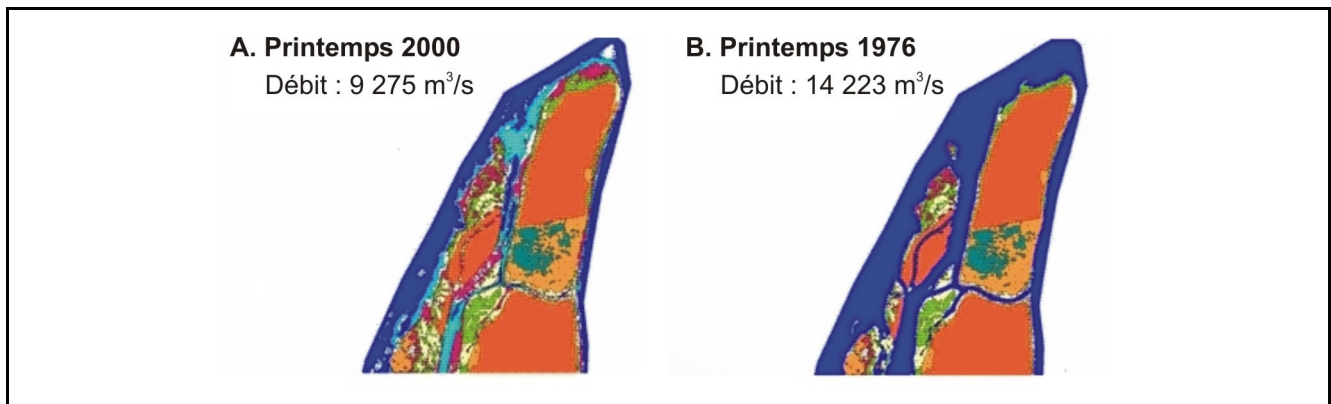 A. Printemps 2000
Débit : 9 275 m³/s
B. Printemps 1976
Débit : 14 223 m³/s